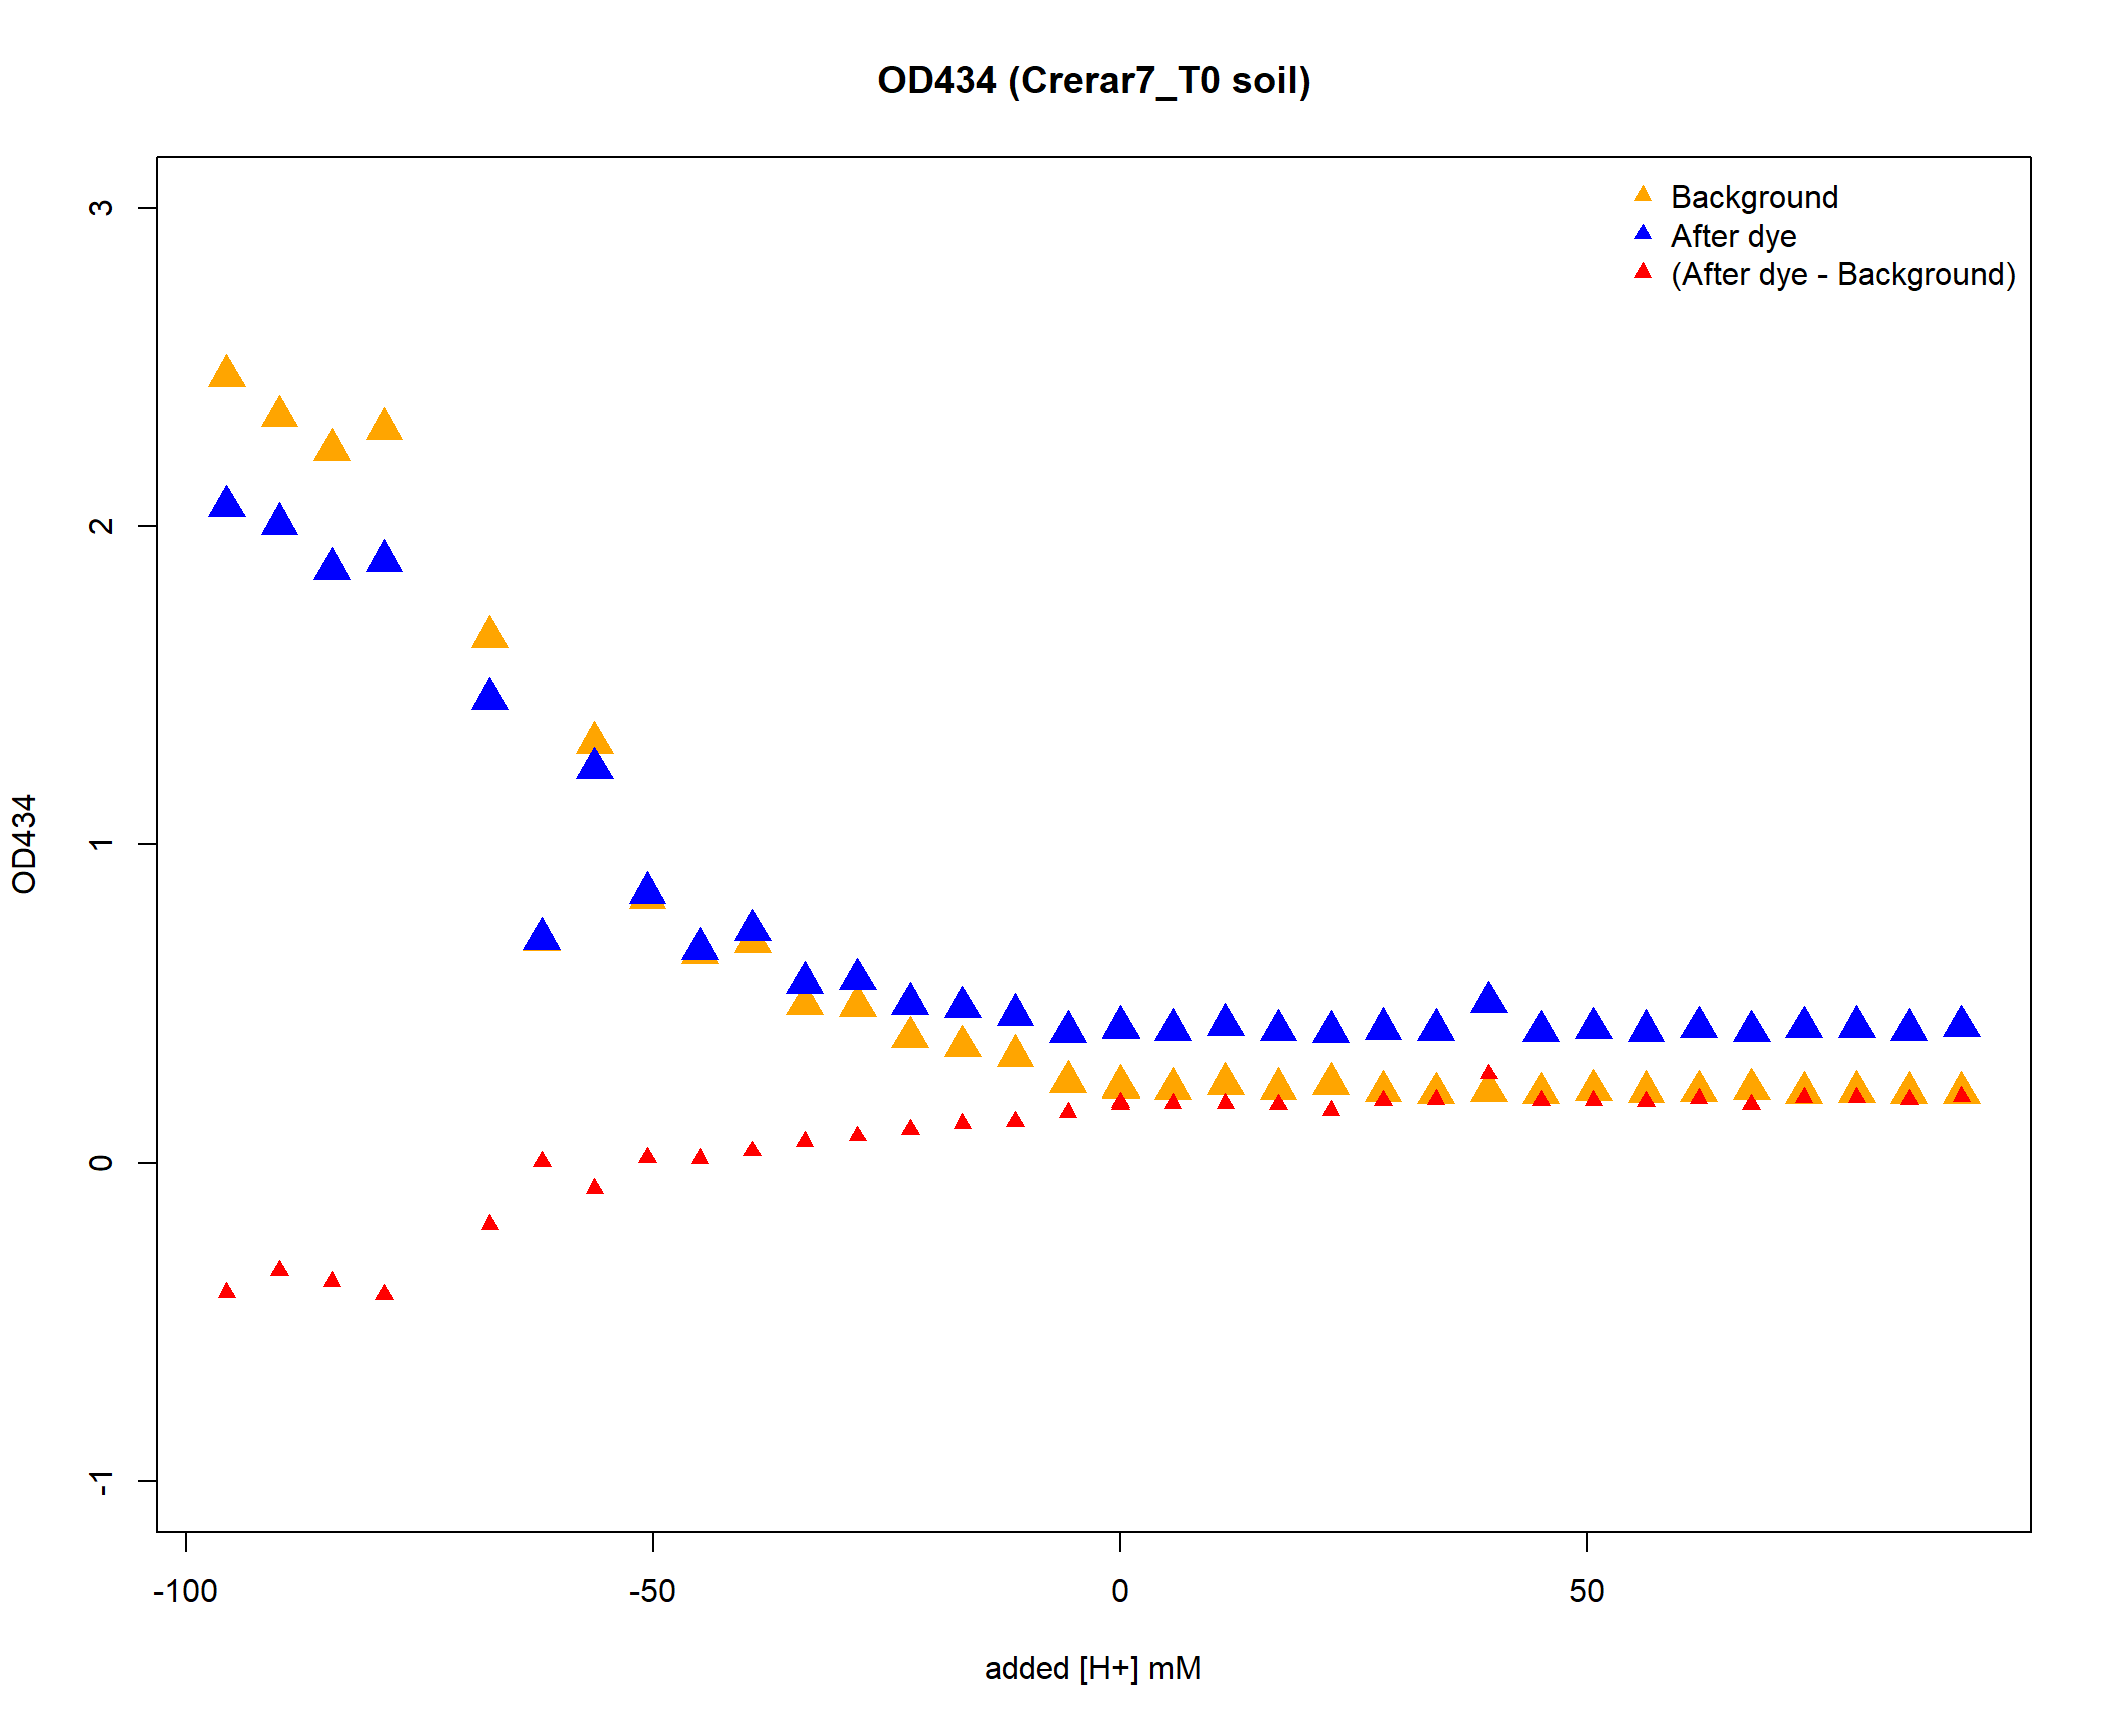 OD434 (Crerar7_T0 soil)
Background
After dye
(After dye - Background)
3
2
1
0
-1
OD434
-100
-50
0
50
added [H+] mM